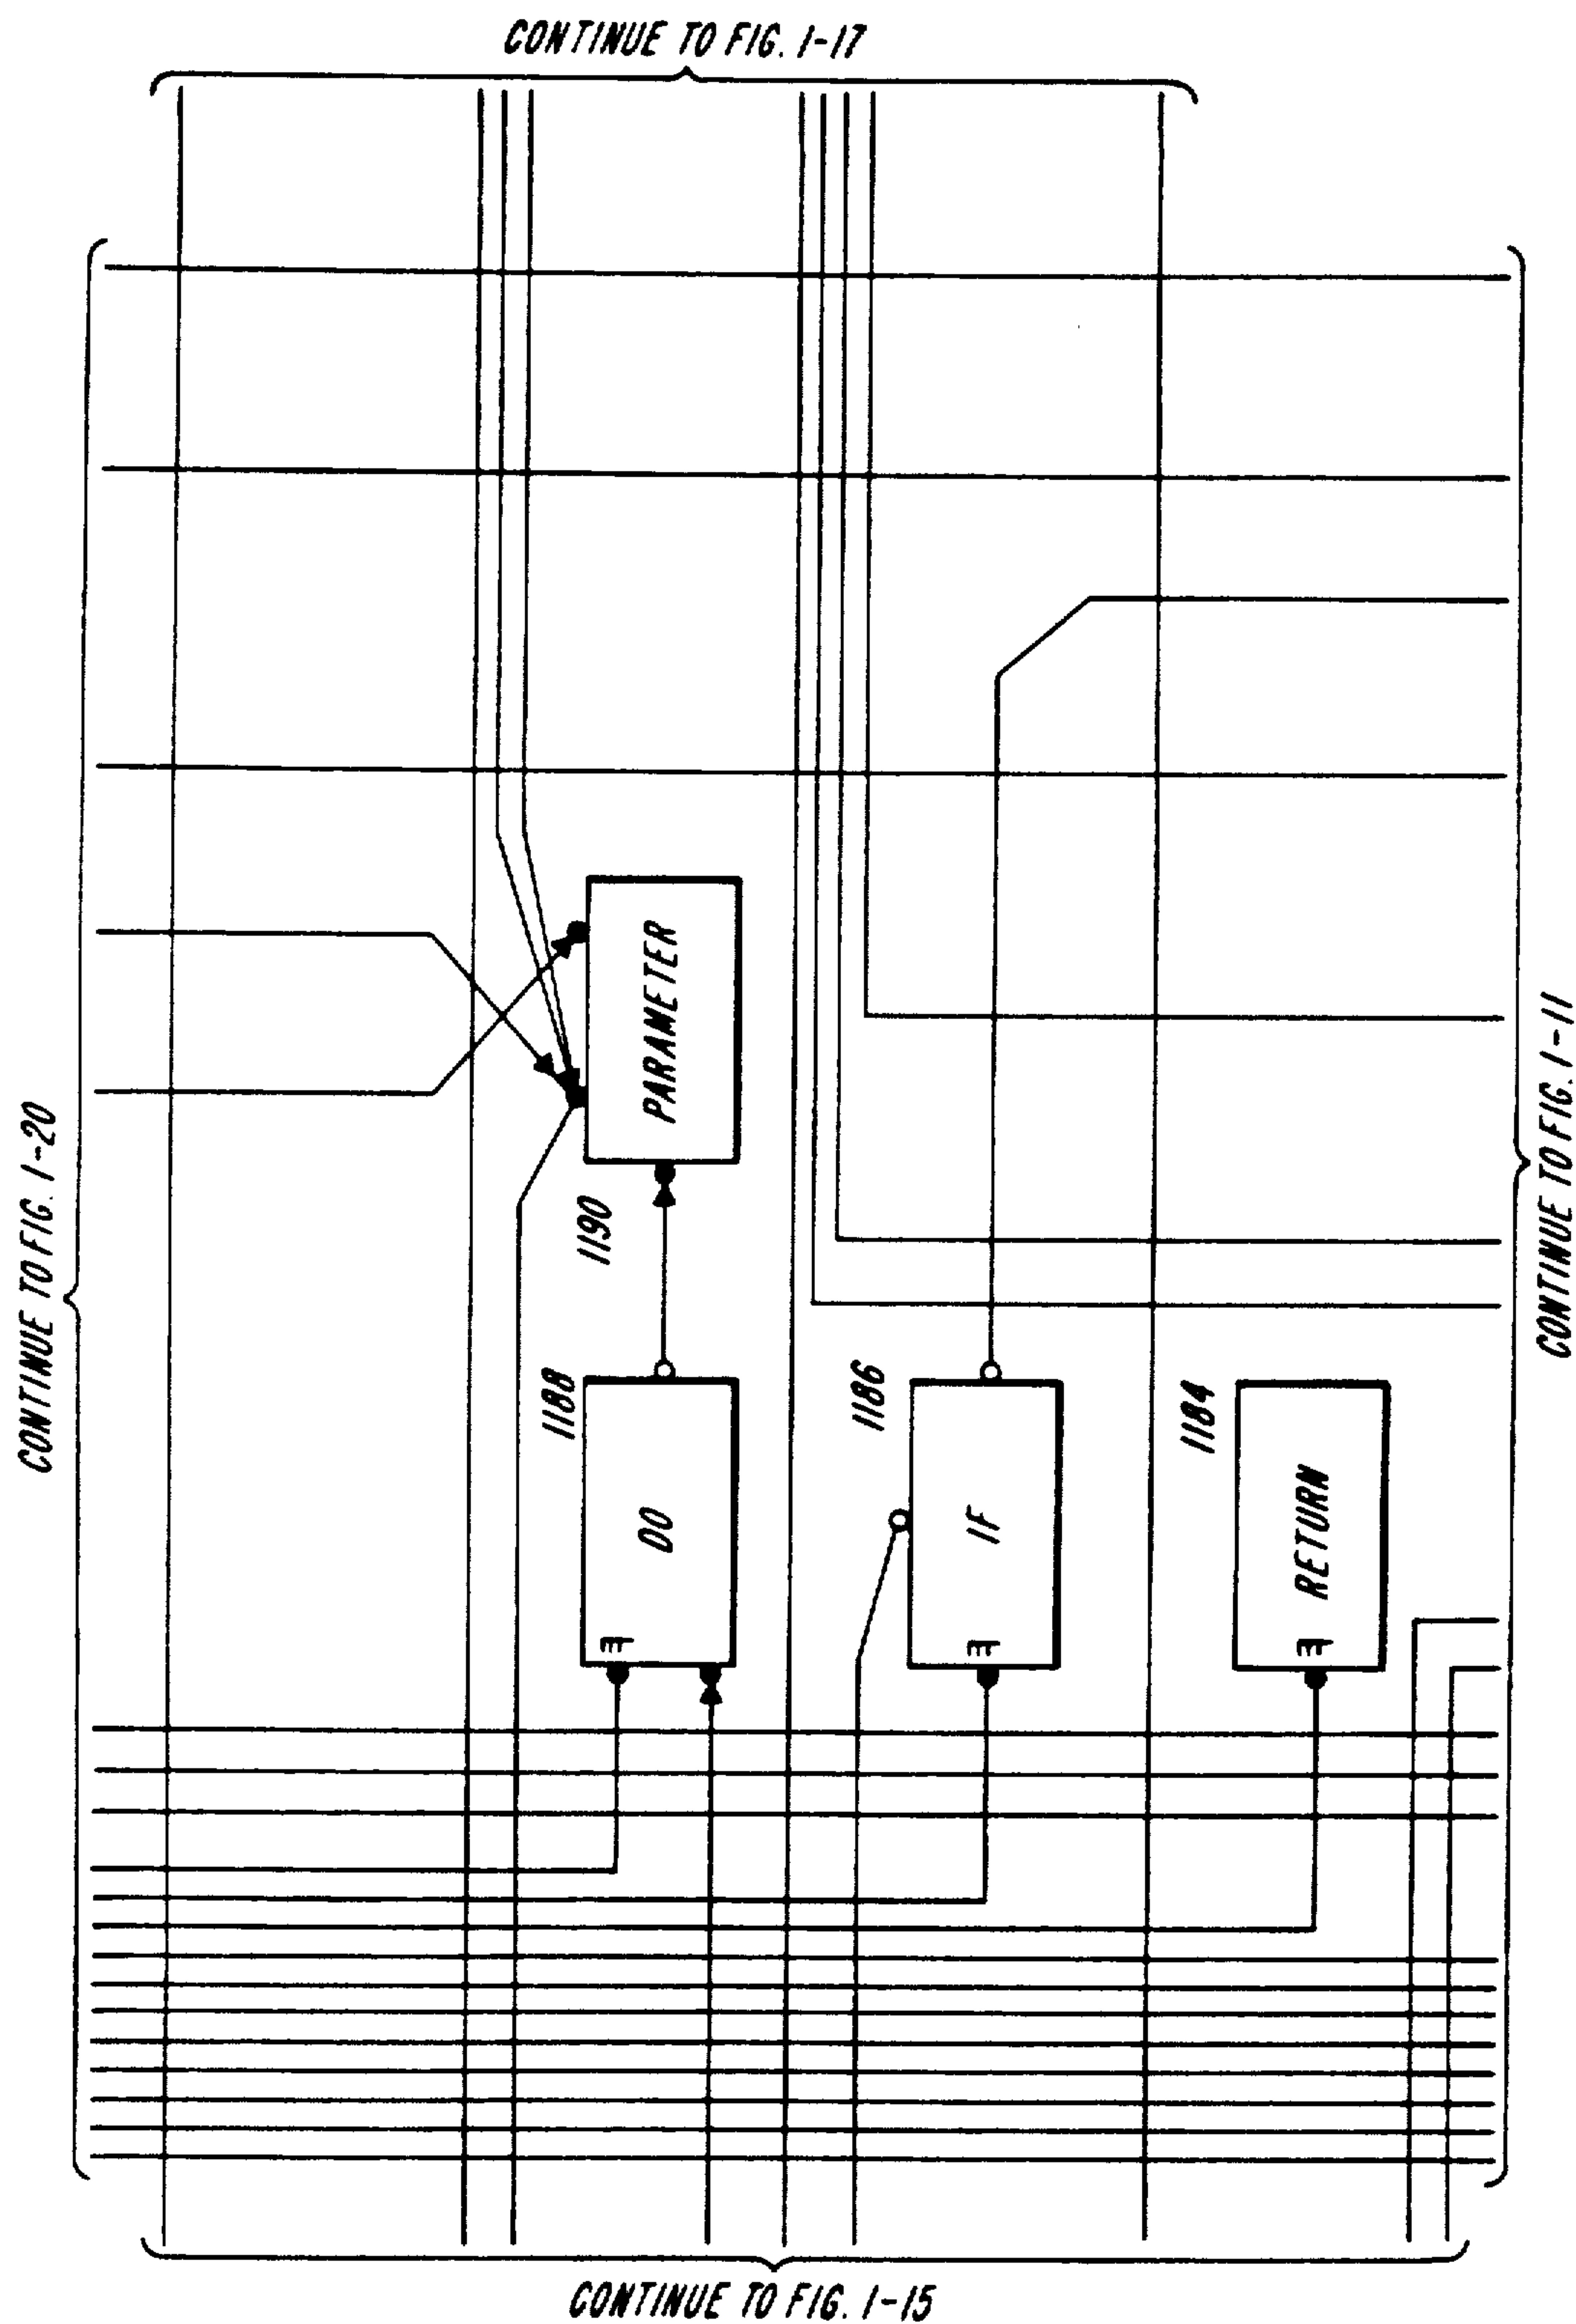 CONTINUE TO FIG. 1-17
CONTINUE TO FIG. 1-20
PARAMETER
1190
CONTINUE TO FIG. 1-11
1188
DO
E
1186
IF
E
1184
RETURN
E
CONTINUE TO FIG. 1-15